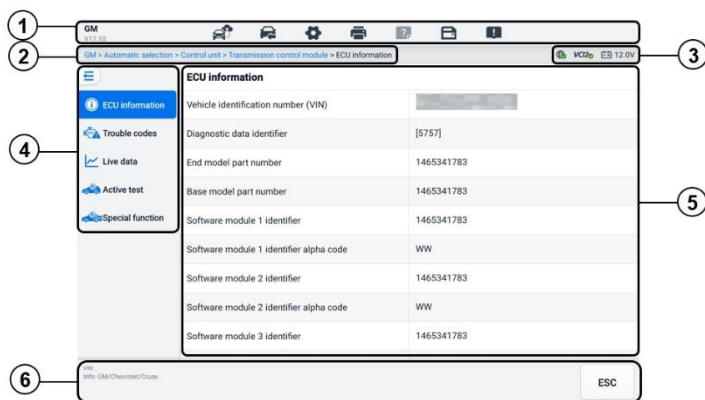 1
GM
V17.10
2
GM > Automatic selection > Control unit > Transmission control module > ECU information
VCI2 12.0V
3
ECU information
ECU information
Vehicle identification number (VIN)
Trouble codes
Diagnostic data identifier [5757]
4
Live data
End model part number 1465341783
Active test
Base model part number 1465341783
5
Special function
Software module 1 identifier 1465341783
Software module 1 identifier alpha code WW
Software module 2 identifier 1465341783
Software module 2 identifier alpha code WW
Software module 3 identifier 1465341783
6
VIN:
Info: GM/Chevrolet/Cruze
ESC